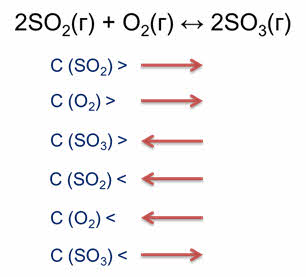 2SO₂(г) + O₂(г) ↔ 2SO₃(г)
C (SO₂) >
C (O₂) >
C (SO₃) >
C (SO₂) <
C (O₂) <
C (SO₃) <